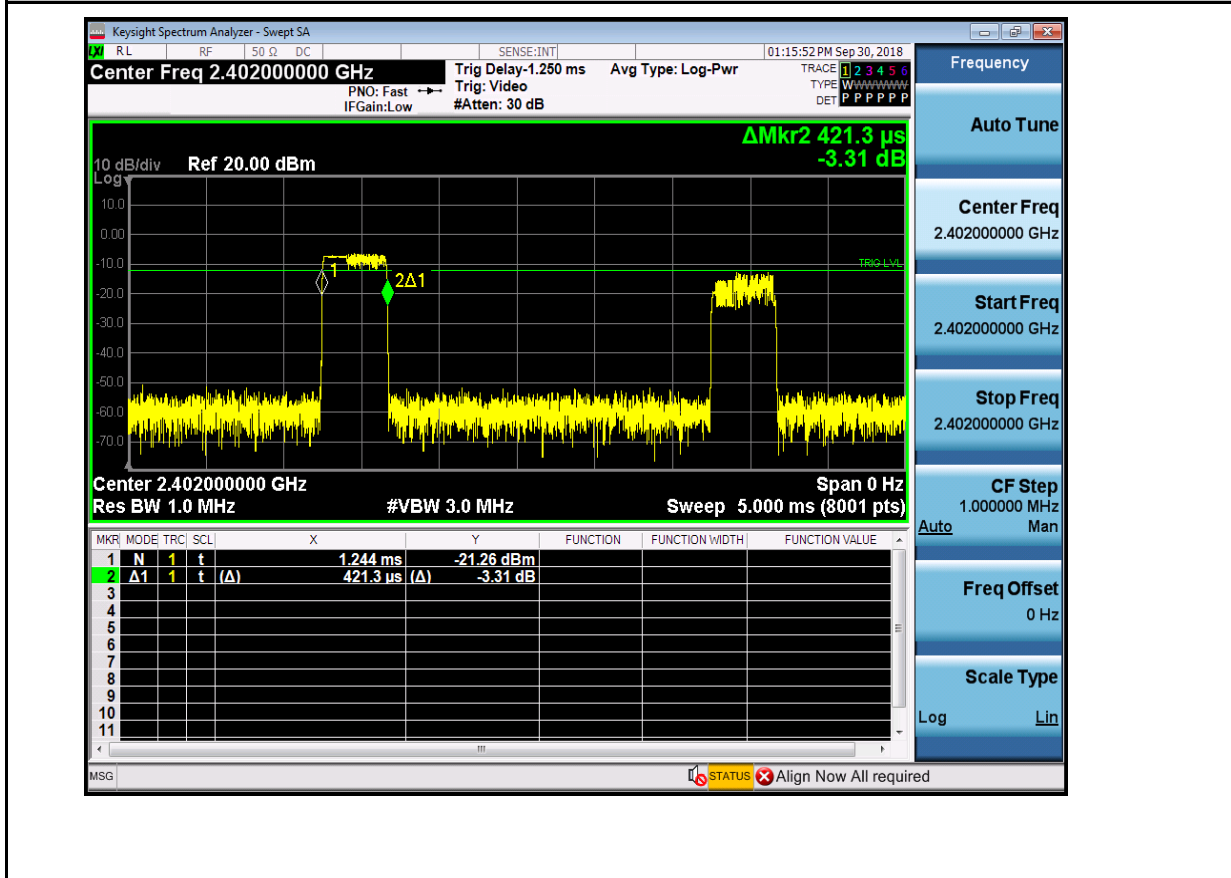 Keysight Spectrum Analyzer - Swept SA
LXI RL RF 50 Ω DC SENSE:INT 01:15:52 PM Sep 30, 2018
Center Freq 2.402000000 GHz
PNO: Fast
IFGain:Low
Trig Delay-1.250 ms
Trig: Video
#Atten: 30 dB
Avg Type: Log-Pwr
TRACE 1 2 3 4 5 6
TYPE WWWWWW
DET P P P P P P
ΔMkr2 421.3 µs
-3.31 dB
10 dB/div Ref 20.00 dBm
Log
10.0
0.00
-10.0
-20.0
-30.0
-40.0
-50.0
-60.0
-70.0
1
2Δ1
TRIG LVL
Center 2.402000000 GHz Span 0 Hz
Res BW 1.0 MHz #VBW 3.0 MHz Sweep 5.000 ms (8001 pts)
MKR MODE TRC SCL X Y FUNCTION FUNCTION WIDTH FUNCTION VALUE
1 N 1 t 1.244 ms -21.26 dBm
2 Δ1 1 t (Δ) 421.3 µs (Δ) -3.31 dB
3
4
5
6
7
8
9
10
11
MSG STATUS Align Now All required
Frequency
Auto Tune
Center Freq
2.402000000 GHz
Start Freq
2.402000000 GHz
Stop Freq
2.402000000 GHz
CF Step
1.000000 MHz
Auto Man
Freq Offset
0 Hz
Scale Type
Log Lin